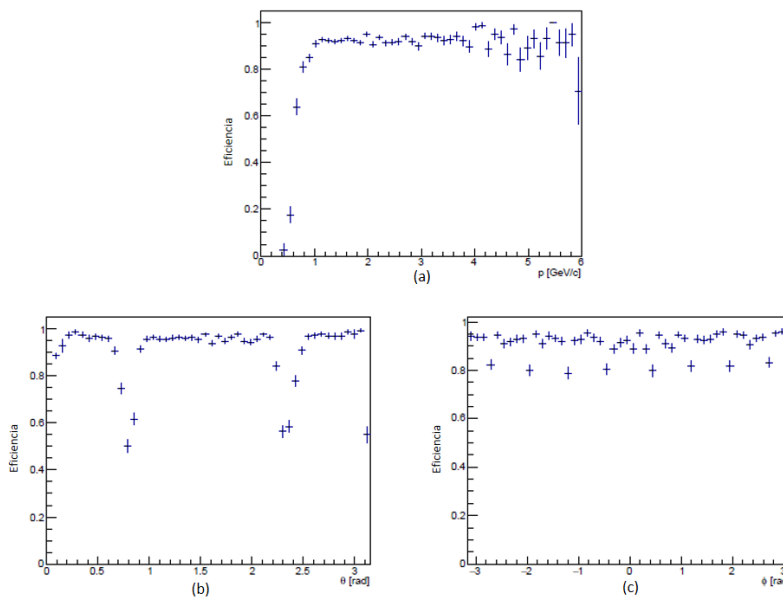 1
0.8
0.6
0.4
0.2
0
Eficiencia
0 1 2 3 4 5 6
p [GeV/c]
(a)
1
0.8
0.6
0.4
0.2
0
Eficiencia
0 0.5 1 1.5 2 2.5 3
θ [rad]
(b)
1
0.8
0.6
0.4
0.2
0
Eficiencia
−3 −2 −1 0 1 2 3
ϕ [rad
(c)